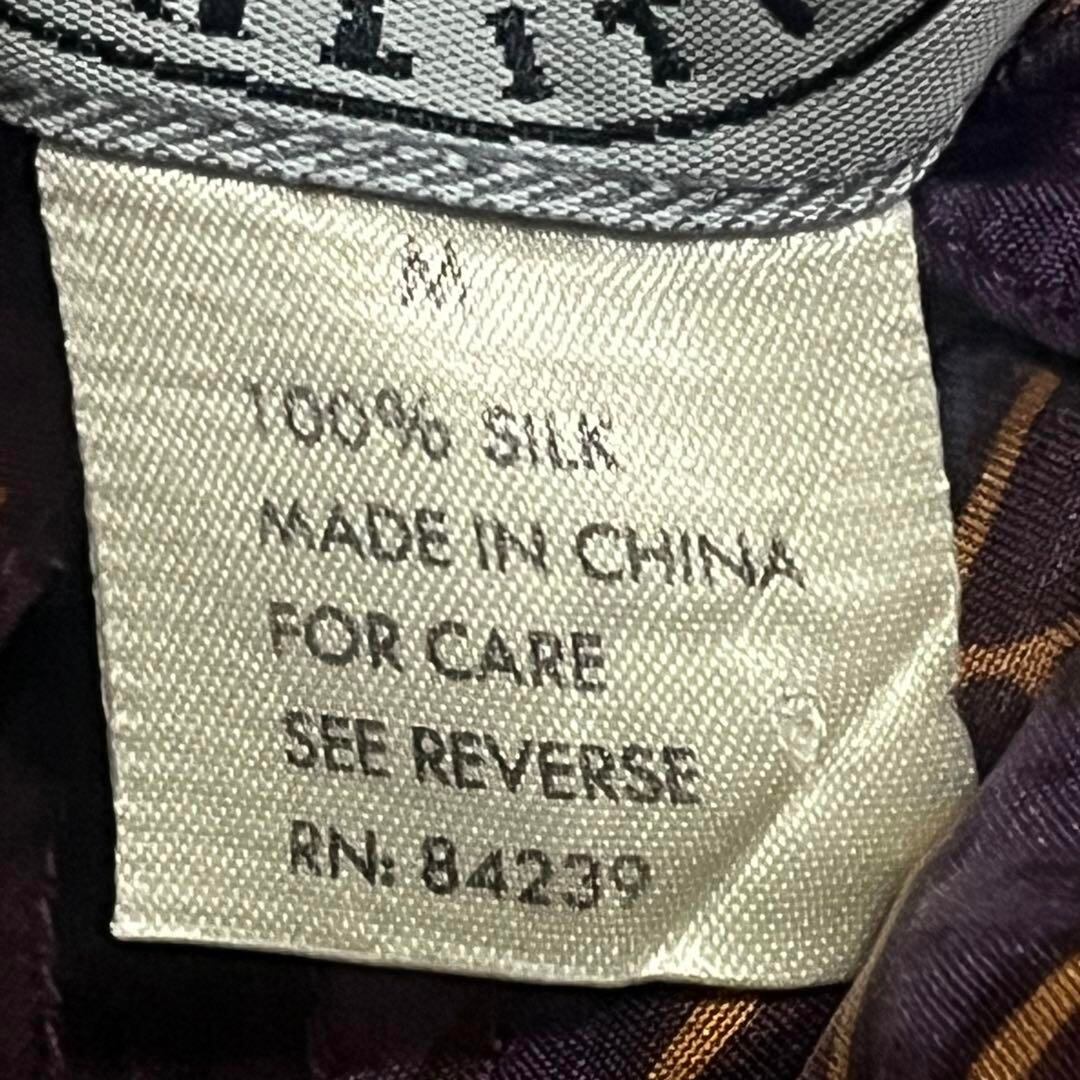 M
100% SILK
MADE IN CHINA
FOR CARE
SEE REVERSE
RN: 84239